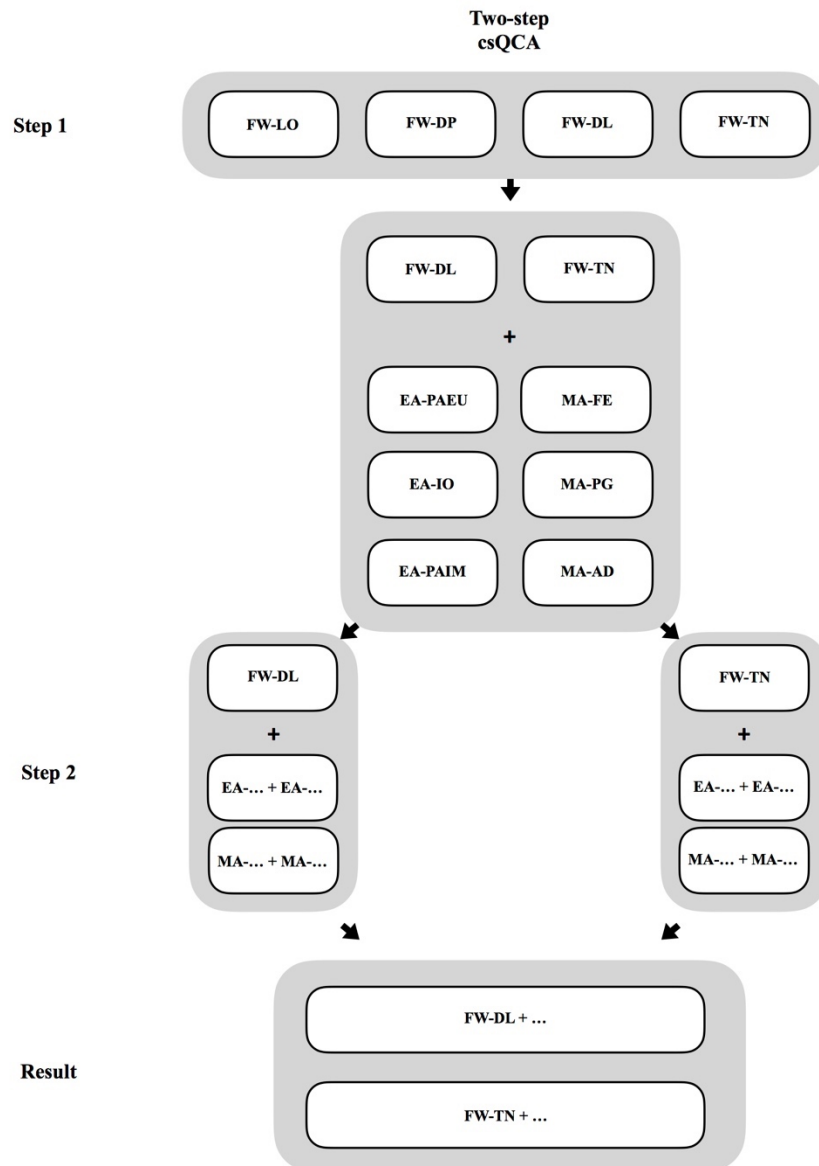 Two-step
csQCA
Step 1
FW-LO FW-DP FW-DL FW-TN
FW-DL FW-TN
+
EA-PAEU MA-FE
EA-IO MA-PG
EA-PAIM MA-AD
FW-DL FW-TN
+ +
Step 2
EA-… + EA-… EA-… + EA-…
MA-… + MA-… MA-… + MA-…
FW-DL + …
Result
FW-TN + …